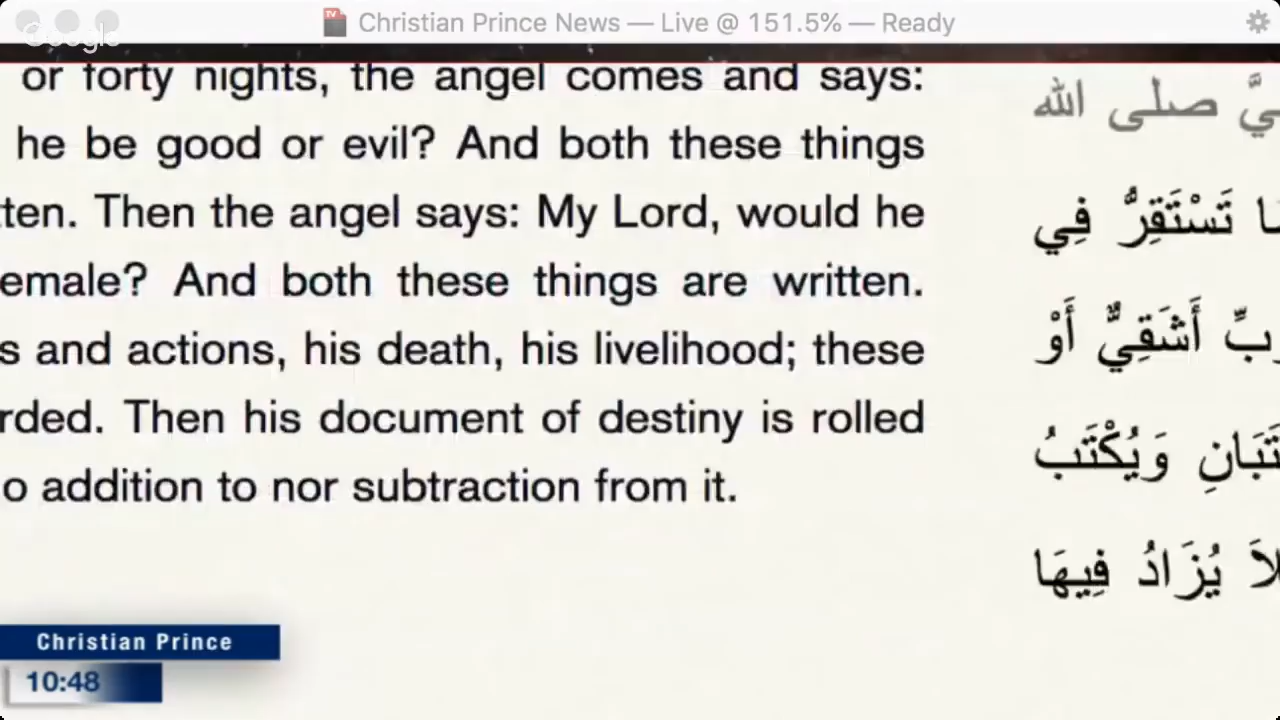 Christian Prince News — Live @ 151.5% — Ready
Google
or forty nights, the angel comes and says:
he be good or evil? And both these things
tten. Then the angel says: My Lord, would he
emale? And both these things are written.
s and actions, his death, his livelihood; these
rded. Then his document of destiny is rolled
o addition to nor subtraction from it.
يَّ صلى الله
مَا تَسْتَقِرُّ فِي
رَبِّ أَشَقِيٌّ أَوْ
تَبَانِ وَيُكْتَبُ
لاَ يُزَادُ فِيهَا
Christian Prince
10:48